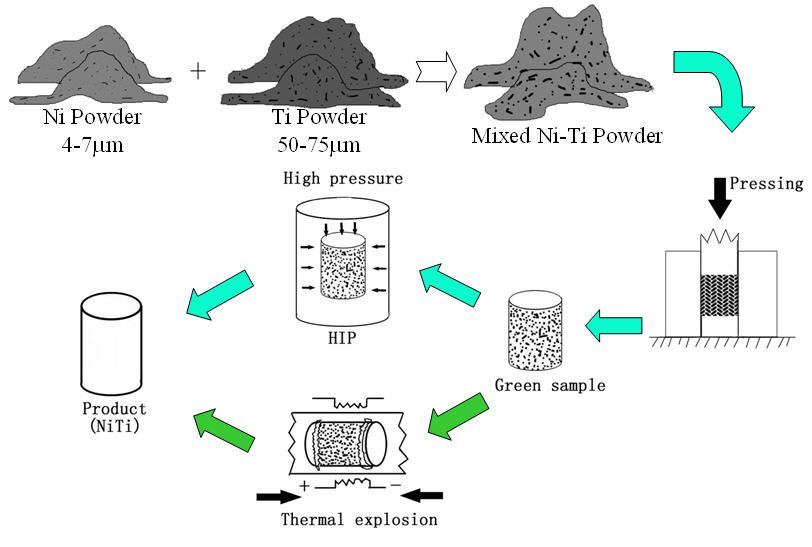 +
Ni Powder
4-7μm
Ti Powder
50-75μm
Mixed Ni-Ti Powder
High pressure
Pressing
HIP
Green sample
Product
(NiTi)
+ −
Thermal explosion